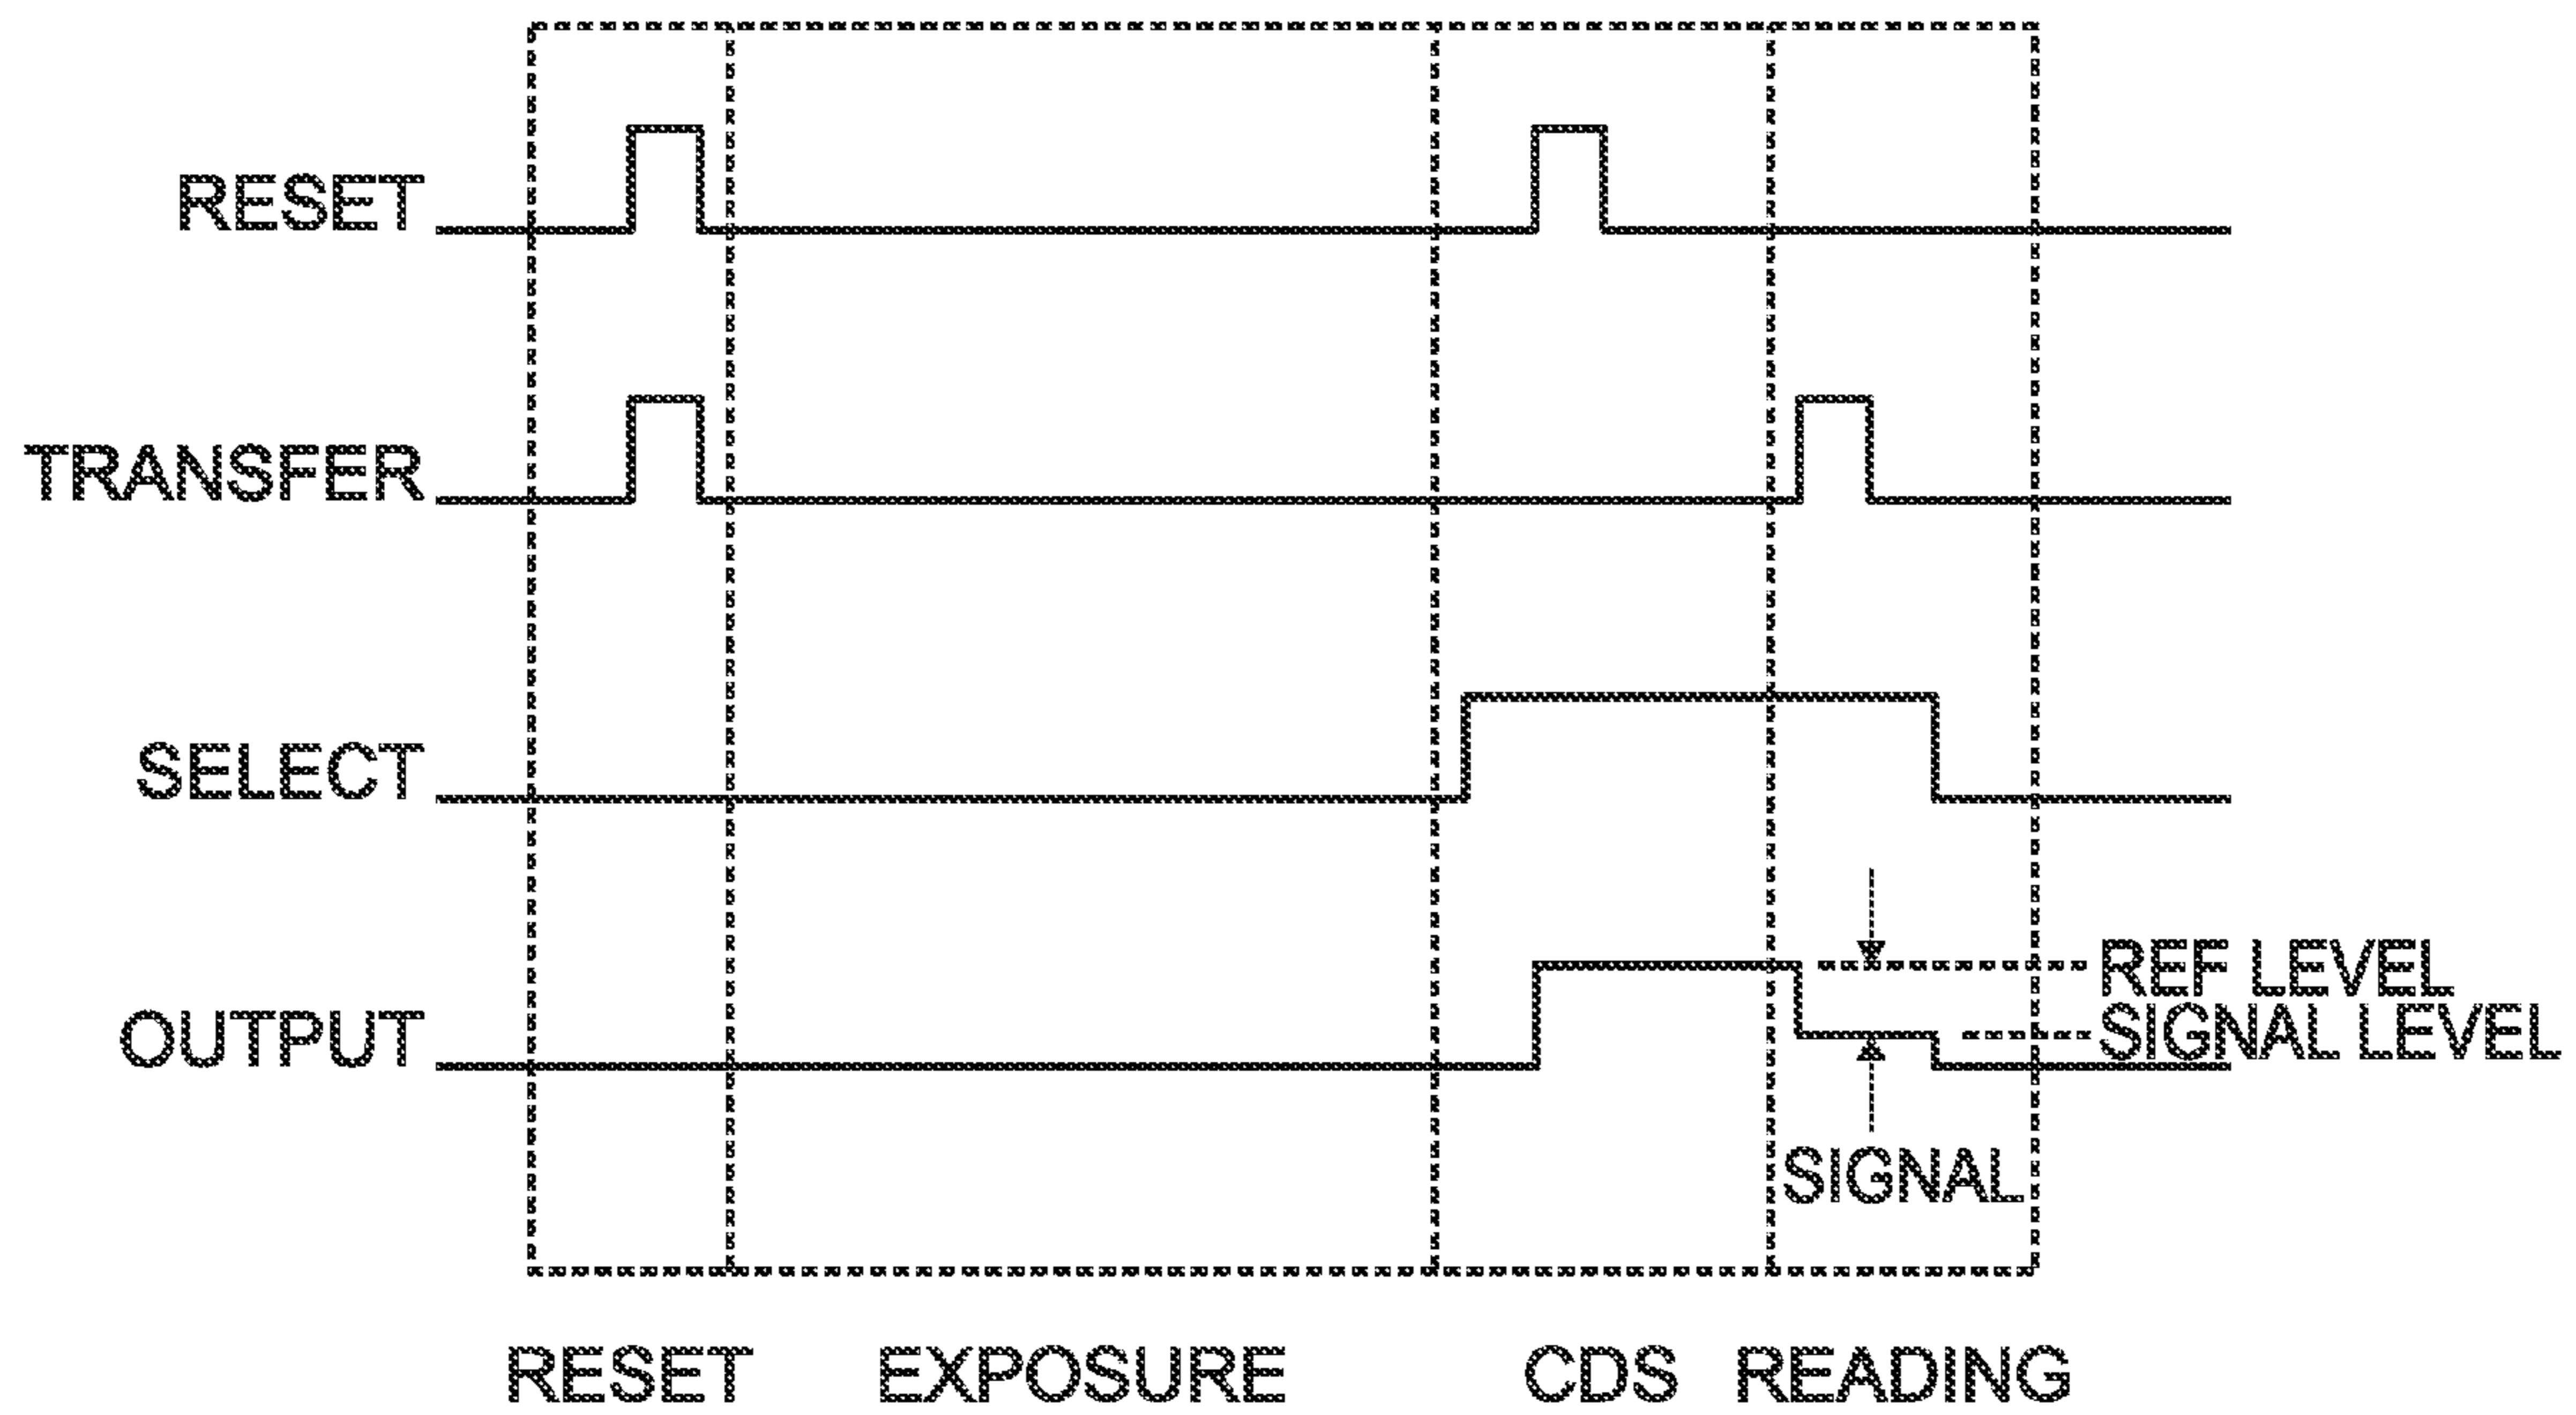 RESET
TRANSFER
SELECT
OUTPUT
REF LEVEL
SIGNAL LEVEL
SIGNAL
RESET EXPOSURE CDS READING